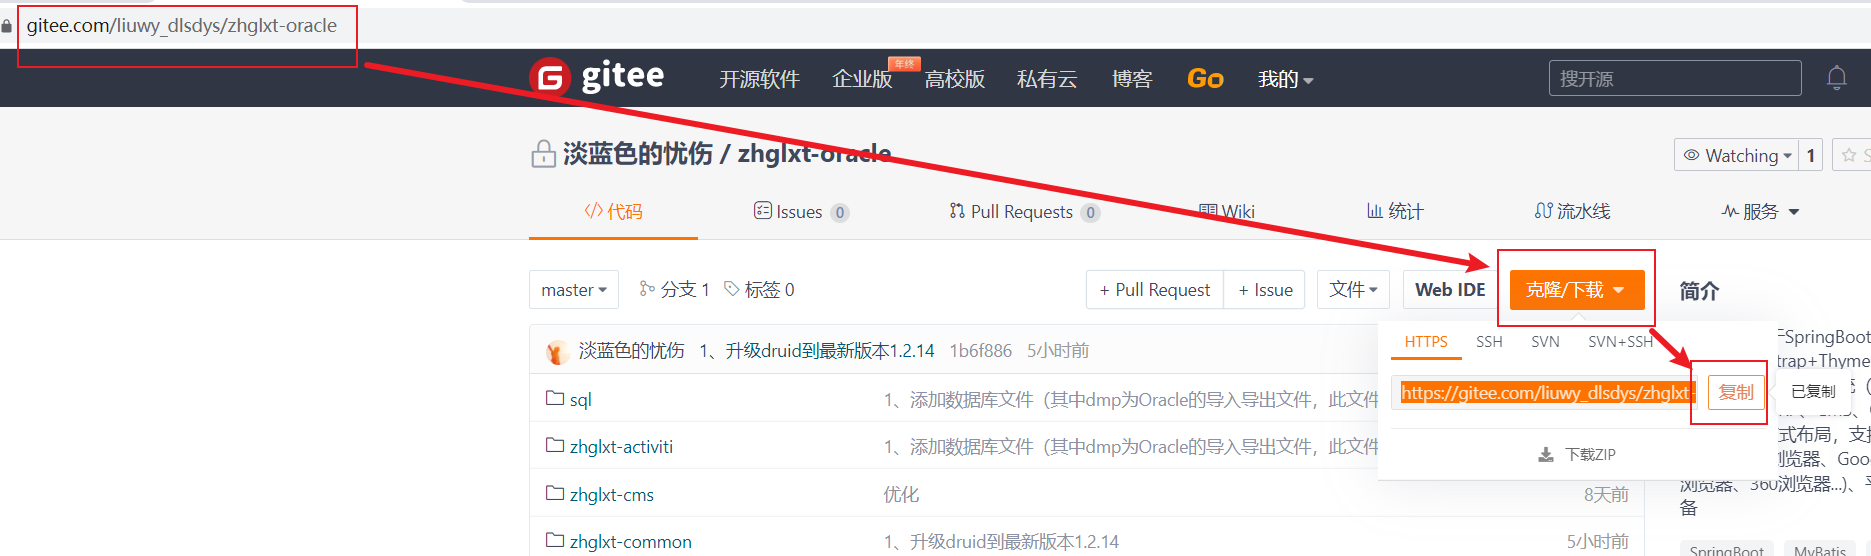 gitee.com/liuwy_dlsdys/zhglxt-oracle
gitee 开源软件 企业版 年终 高校版 私有云 博客 Go 我的 搜开源
淡蓝色的忧伤 / zhglxt-oracle Watching 1
代码 Issues 0 Pull Requests 0 Wiki 统计 流水线 服务
master 分支 1 标签 0 + Pull Request + Issue 文件 Web IDE 克隆/下载 简介
淡蓝色的忧伤 1、升级druid到最新版本1.2.14 1b6f886 5小时前
HTTPS SSH SVN SVN+SSH
SpringBoot
trap+Thyme
sql 1、添加数据库文件（其中dmp为Oracle的导入导出文件，此文件
https://gitee.com/liuwy_dlsdys/zhglxt- 复制 已复制
zhglxt-activiti 1、添加数据库文件（其中dmp为Oracle的导入导出文件，此文件
式布局，支
下载ZIP
浏览器、Goo
zhglxt-cms 优化 8天前
浏览器、360浏览器...)、
备
zhglxt-common 1、升级druid到最新版本1.2.14 5小时前
SpringBoot MyBatis